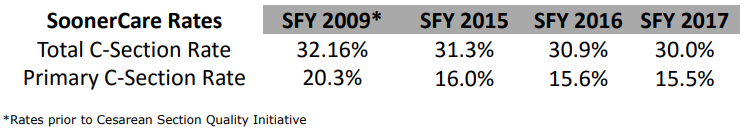 SoonerCare Rates SFY 2009* SFY 2015 SFY 2016 SFY 2017
Total C-Section Rate 32.16% 31.3% 30.9% 30.0%
Primary C-Section Rate 20.3% 16.0% 15.6% 15.5%
*Rates prior to Cesarean Section Quality Initiative